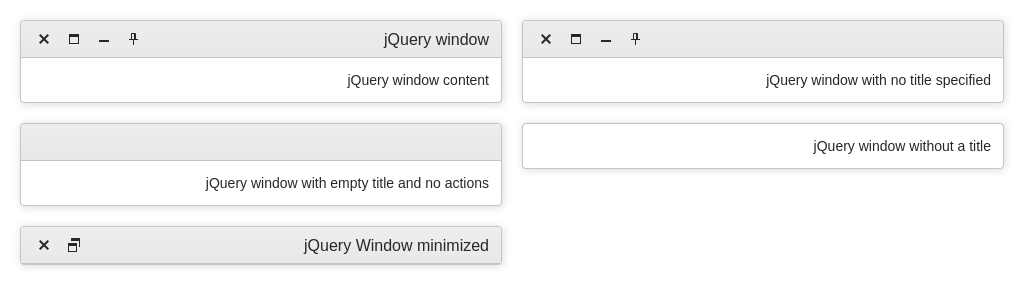 jQuery window
jQuery window content
jQuery window with no title specified
jQuery window with empty title and no actions
jQuery window without a title
jQuery Window minimized